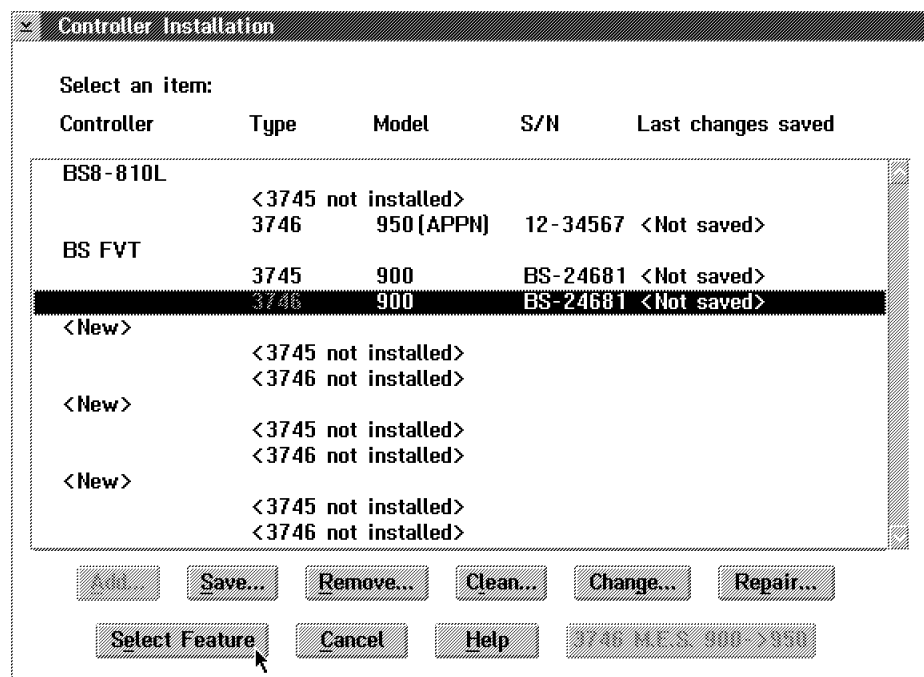 Controller Installation
Select an item:
Controller Type Model S/N Last changes saved
BS8-810L
<3745 not installed>
3746 950(APPN) 12-34567 <Not saved>
BS FVT
3745 900 BS-24681 <Not saved>
3746 900 BS-24681 <Not saved>
<New>
<3745 not installed>
<3746 not installed>
<New>
<3745 not installed>
<3746 not installed>
<New>
<3745 not installed>
<3746 not installed>
Add... Save... Remove... Clean... Change... Repair...
Select Feature Cancel Help 3746 M.E.S. 900->950